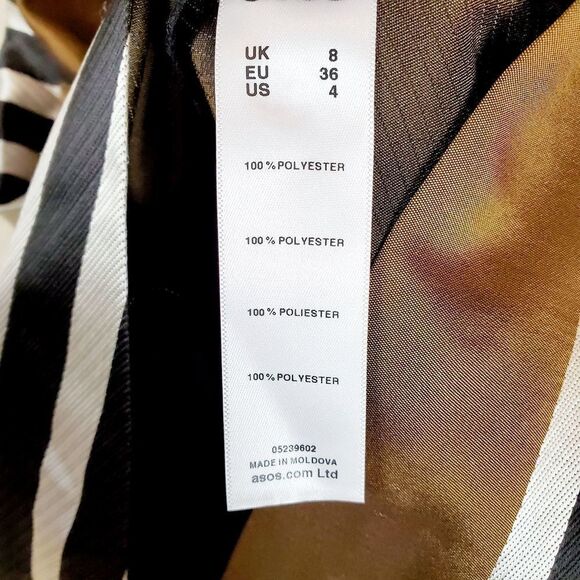 UK 8
EU 36
US 4
100% POLYESTER
100% POLYESTER
100% POLIESTER
100% POLYESTER
05239602
MADE IN MOLDOVA
asos.com Ltd